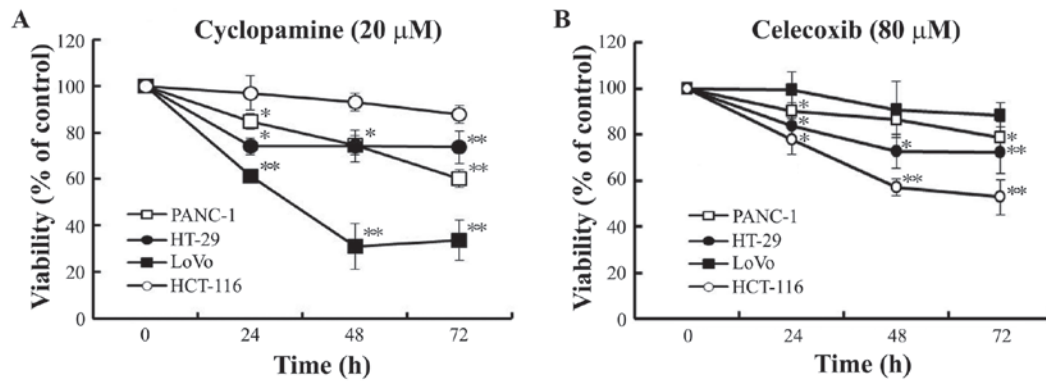 A
Cyclopamine (20 μM)
Viability (% of control)
120
100
80
60
40
20
0
*
*
**
*
**
**
**
**
PANC-1
HT-29
LoVo
HCT-116
0
24
48
72
Time (h)
B
Celecoxib (80 μM)
Viability (% of control)
120
100
80
60
40
20
0
*
*
*
*
**
*
**
**
PANC-1
HT-29
LoVo
HCT-116
0
24
48
72
Time (h)